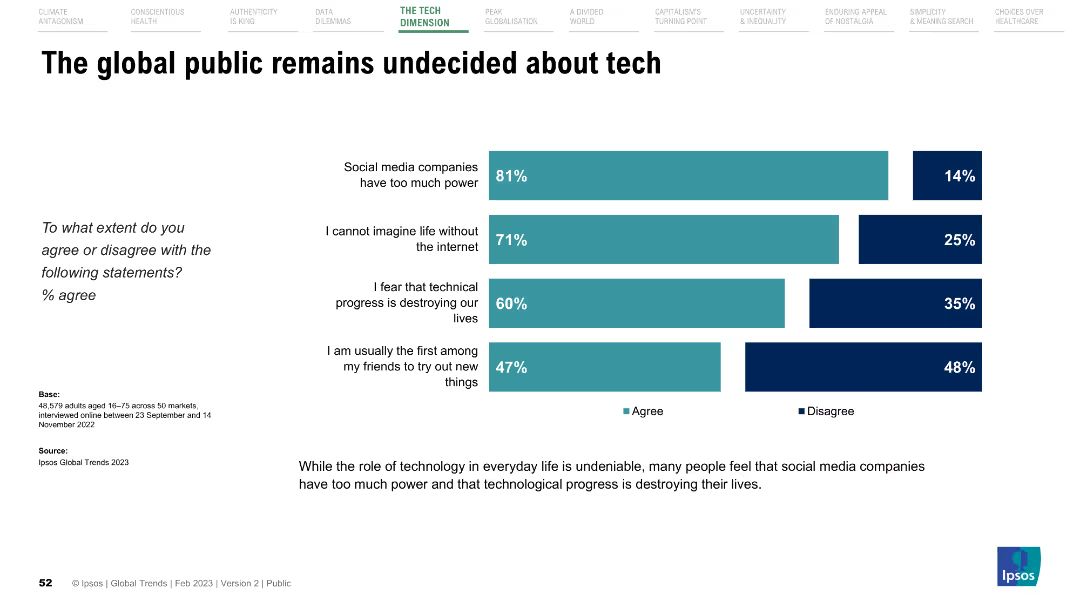 CLIMATE
ANTAGONISM
CONSCIENTIOUS
HEALTH
AUTHENTICITY
IS KING
DATA
DILEMMAS
THE TECH
DIMENSION
PEAK
GLOBALISATION
A DIVIDED
WORLD
CAPITALISM'S
TURNING POINT
UNCERTAINTY
& INEQUALITY
ENDURING APPEAL
OF NOSTALGIA
SIMPLICITY
& MEANING SEARCH
CHOICES OVER
HEALTHCARE
The global public remains undecided about tech
To what extent do you
agree or disagree with the
following statements?
% agree
Social media companies
have too much power
81%
14%
I cannot imagine life without
the internet
71%
25%
I fear that technical
progress is destroying our
lives
60%
35%
I am usually the first among
my friends to try out new
things
47%
48%
Agree
Disagree
Base:
48,579 adults aged 16–75 across 50 markets,
interviewed online between 23 September and 14
November 2022
Source:
Ipsos Global Trends 2023
While the role of technology in everyday life is undeniable, many people feel that social media companies
have too much power and that technological progress is destroying their lives.
52
© Ipsos | Global Trends | Feb 2023 | Version 2 | Public
Ipsos